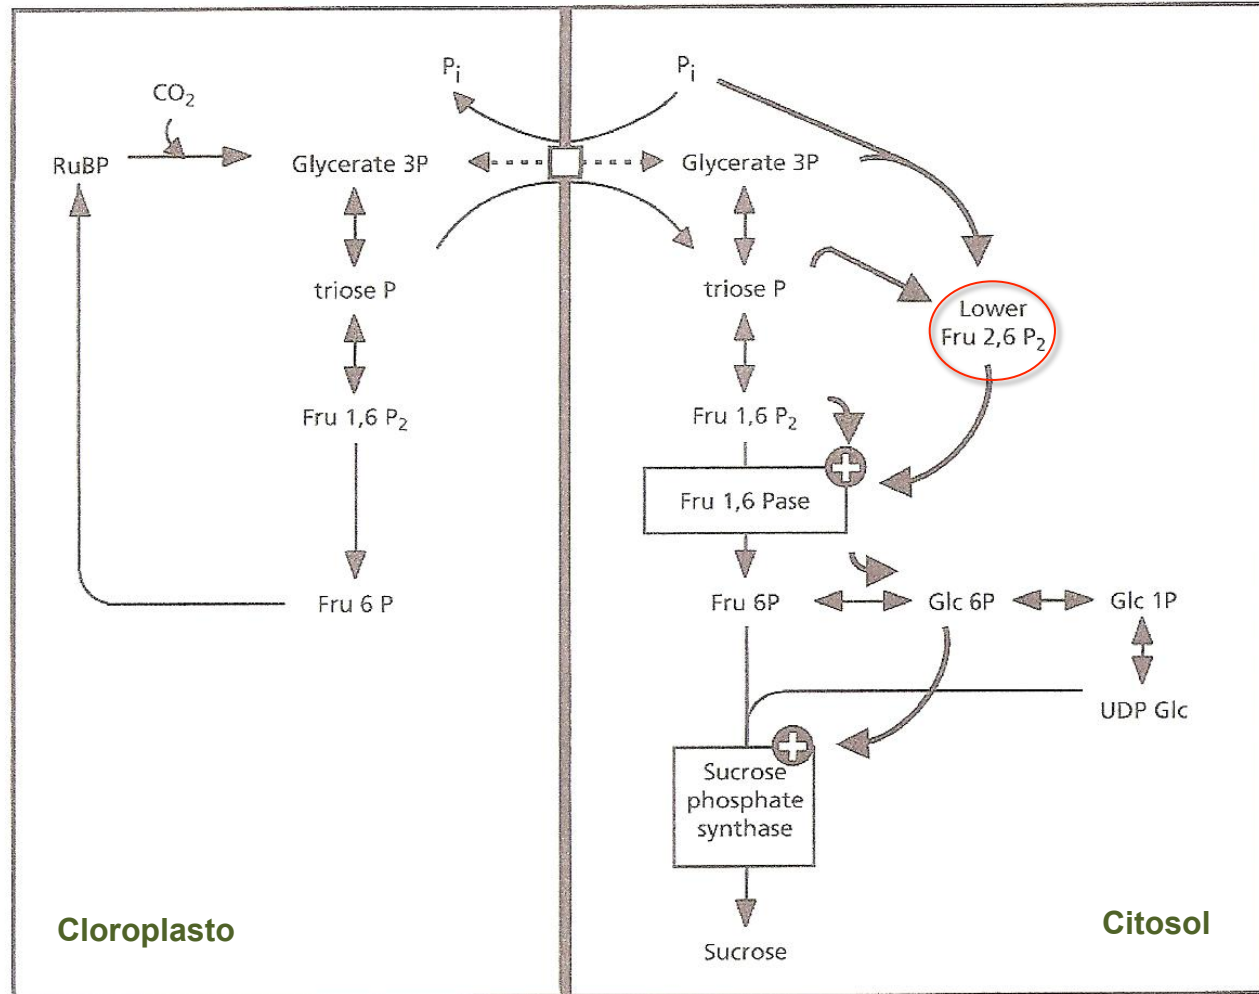 Pi
Pi
CO2
RuBP
Glycerate 3P
Glycerate 3P
triose P
triose P
Lower
Fru 2,6 P2
Fru 1,6 P2
Fru 1,6 P2
Fru 1,6 Pase
Fru 6 P
Fru 6P
Glc 6P
Glc 1P
UDP Glc
Sucrose
phosphate
synthase
Sucrose
Cloroplasto
Citosol